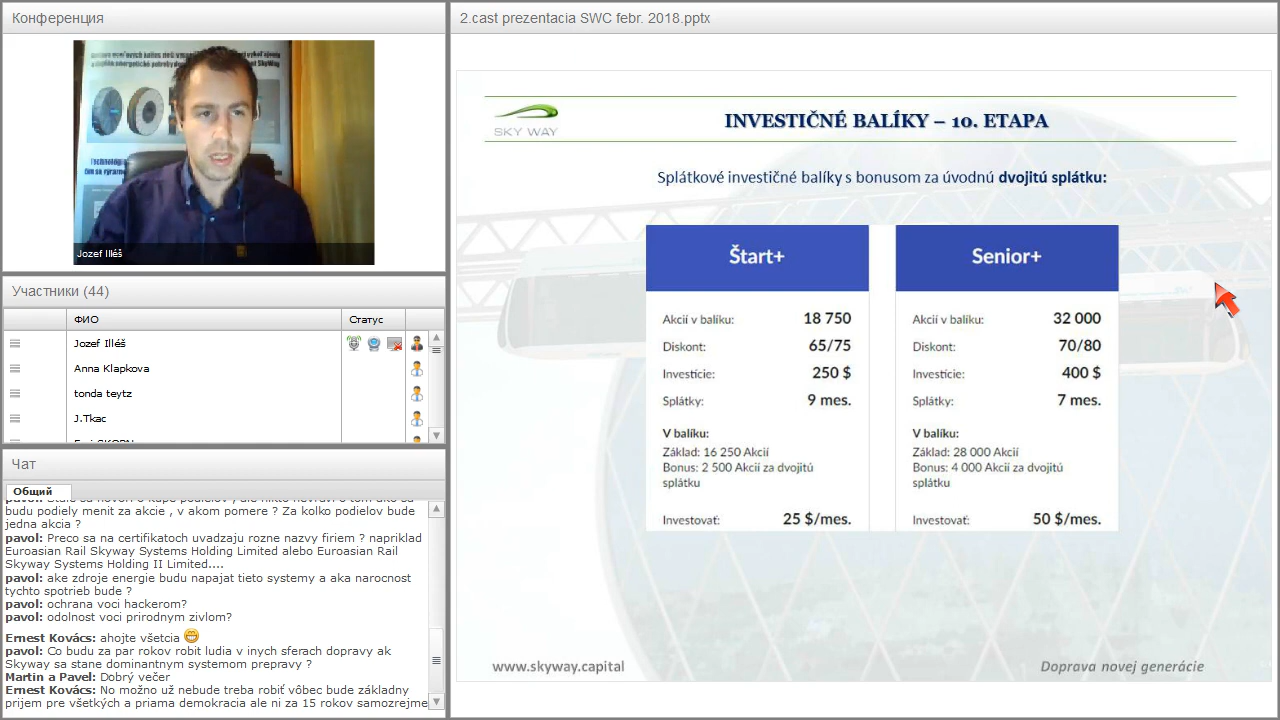 Конференция
Jozef Illéš
Участники (44)
ФИО Статус
Jozef Illéš
Anna Klapkova
tonda teytz
J.Tkac
Чат
Общий
budu podiely menit za akcie , v akom pomere ? Za kolko podielov bude
jedna akcia ?
pavol: Preco sa na certifikatoch uvadzaju rozne nazvy firiem ? napriklad
Euroasian Rail Skyway Systems Holding Limited alebo Euroasian Rail
Skyway Systems Holding II Limited....
pavol: ake zdroje energie budu napajat tieto systemy a aka narocnost
tychto spotrieb bude ?
pavol: ochrana voci hackerom?
pavol: odolnost voci prirodnym zivlom?
Ernest Kovács: ahojte všetcia
pavol: Co budu za par rokov robit ludia v inych sferach dopravy ak
Skyway sa stane dominantným systemom prepravy ?
Martin a Pavel: Dobrý večer
Ernest Kovács: No možno už nebude treba robiť vôbec bude základny
prijem pre všetkých a priama demokracia ale ni za 15 rokov samozrejme
2.cast prezentacia SWC febr. 2018.pptx
SKY WAY
INVESTIČNÉ BALÍKY – 10. ETAPA
Splátkové investičné balíky s bonusom za úvodnú dvojitú splátku:
Štart+
Akcií v balíku: 18 750
Diskont: 65/75
Investície: 250 $
Splátky: 9 mes.
V balíku:
Základ: 16 250 Akcií
Bonus: 2 500 Akcií za dvojitú
splátku
Investovať: 25 $/mes.
Senior+
Akcií v balíku: 32 000
Diskont: 70/80
Investície: 400 $
Splátky: 7 mes.
V balíku:
Základ: 28 000 Akcií
Bonus: 4 000 Akcií za dvojitú
splátku
Investovať: 50 $/mes.
www.skyway.capital
Doprava novej generácie